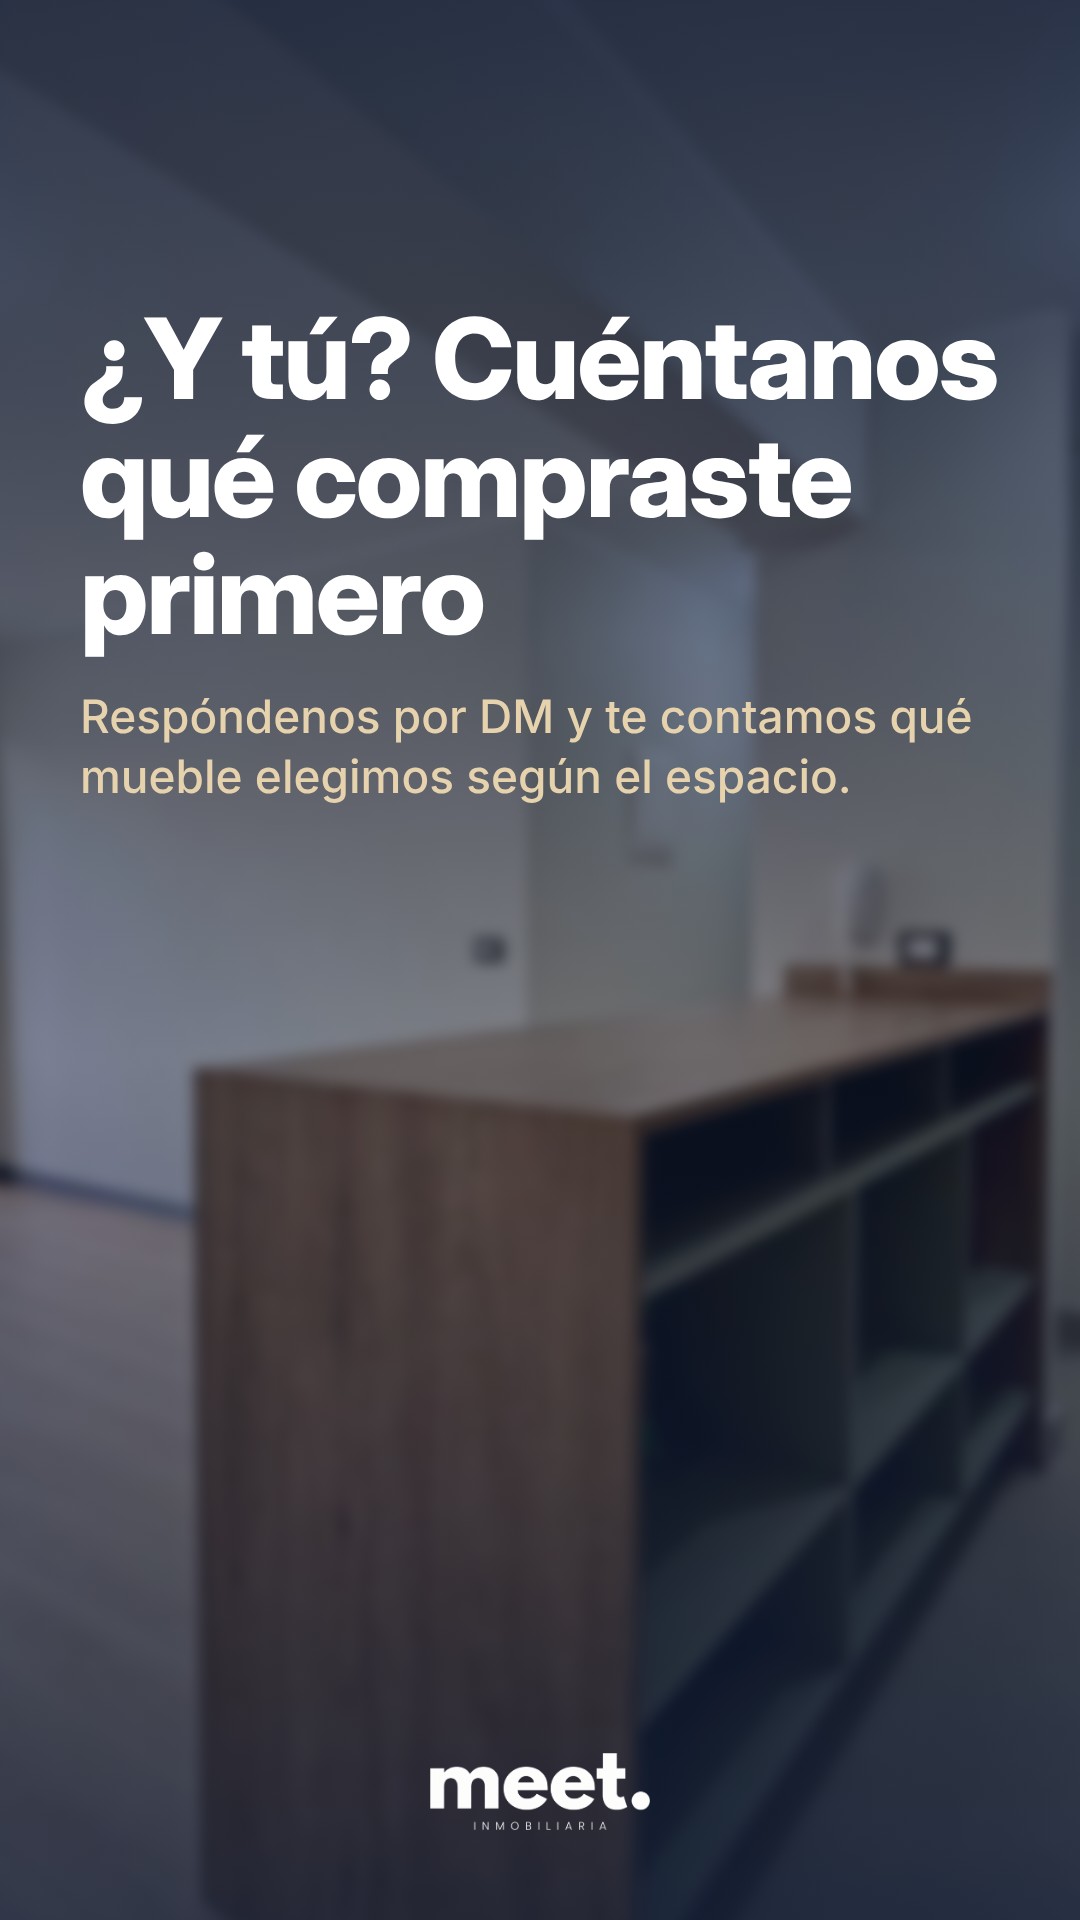 ¿Y tú? Cuéntanos
qué compraste
primero
Respóndenos por DM y te contamos qué
mueble elegimos según el espacio.
meet.
INMOBILIARIA